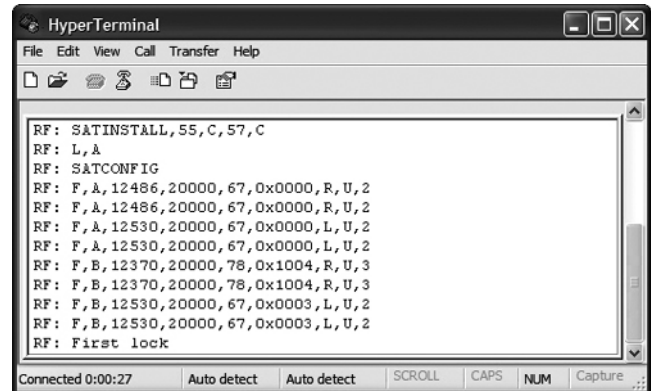 HyperTerminal
File Edit View Call Transfer Help
RF: SATINSTALL,55,C,57,C
RF: L,A
RF: SATCONFIG
RF: F,A,12486,20000,67,0x0000,R,U,2
RF: F,A,12486,20000,67,0x0000,R,U,2
RF: F,A,12530,20000,67,0x0000,L,U,2
RF: F,A,12530,20000,67,0x0000,L,U,2
RF: F,B,12370,20000,78,0x1004,R,U,3
RF: F,B,12370,20000,78,0x1004,R,U,3
RF: F,B,12530,20000,67,0x0003,L,U,2
RF: F,B,12530,20000,67,0x0003,L,U,2
RF: First lock
Connected 0:00:27 Auto detect Auto detect SCROLL CAPS NUM Capture